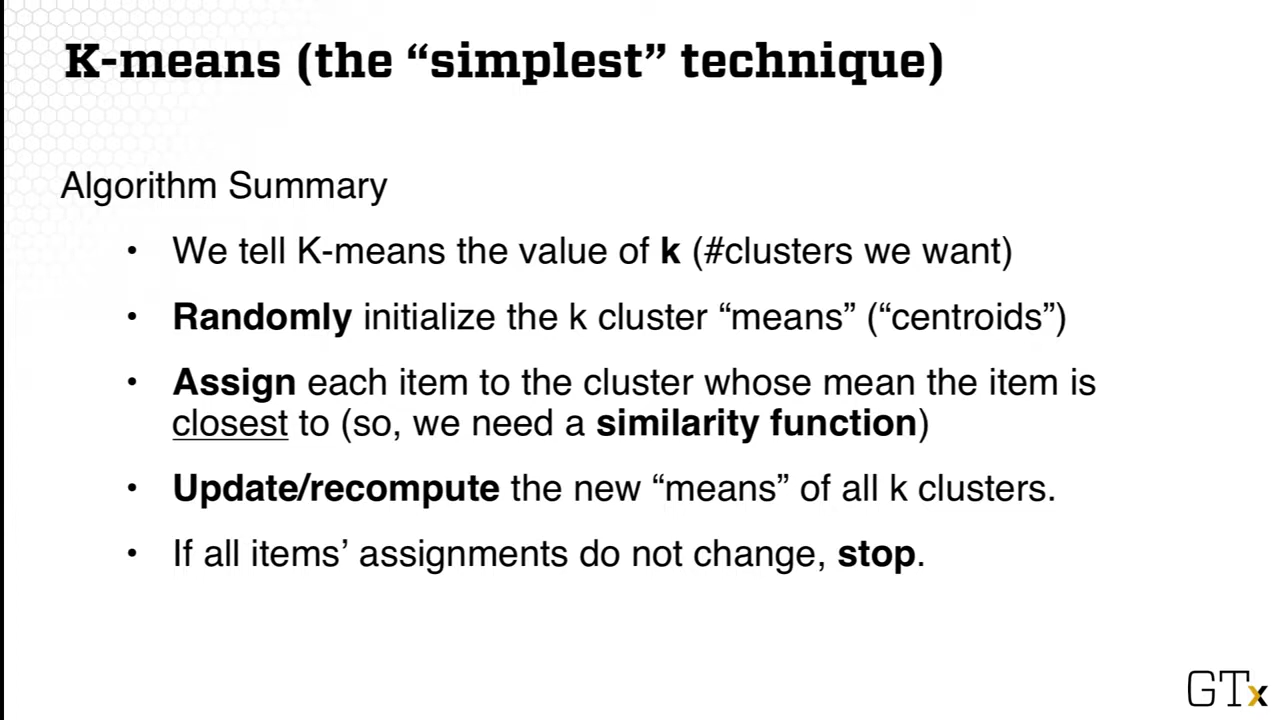 K-means (the “simplest” technique)
Algorithm Summary
• We tell K-means the value of k (#clusters we want)
• Randomly initialize the k cluster “means” (“centroids”)
• Assign each item to the cluster whose mean the item is
closest to (so, we need a similarity function)
• Update/recompute the new “means” of all k clusters.
• If all items’ assignments do not change, stop.
GTx